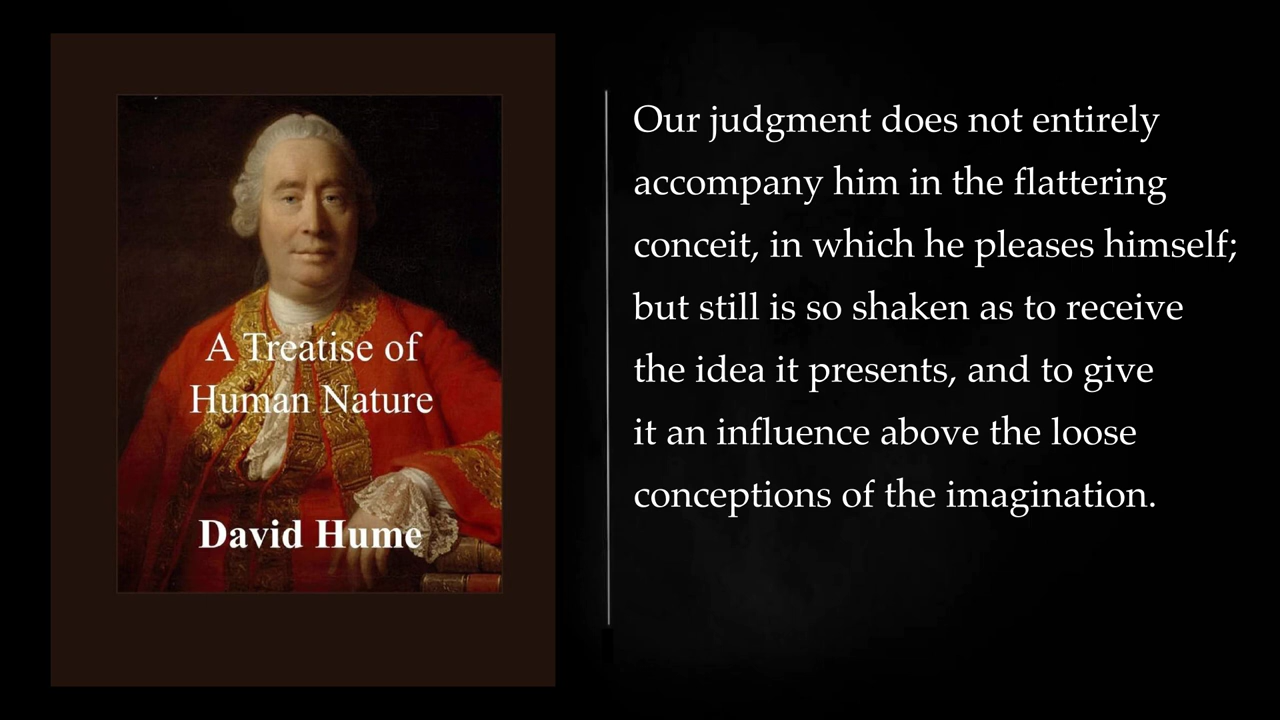 A Treatise of
Human Nature
David Hume
Our judgment does not entirely
accompany him in the flattering
conceit, in which he pleases himself;
but still is so shaken as to receive
the idea it presents, and to give
it an influence above the loose
conceptions of the imagination.